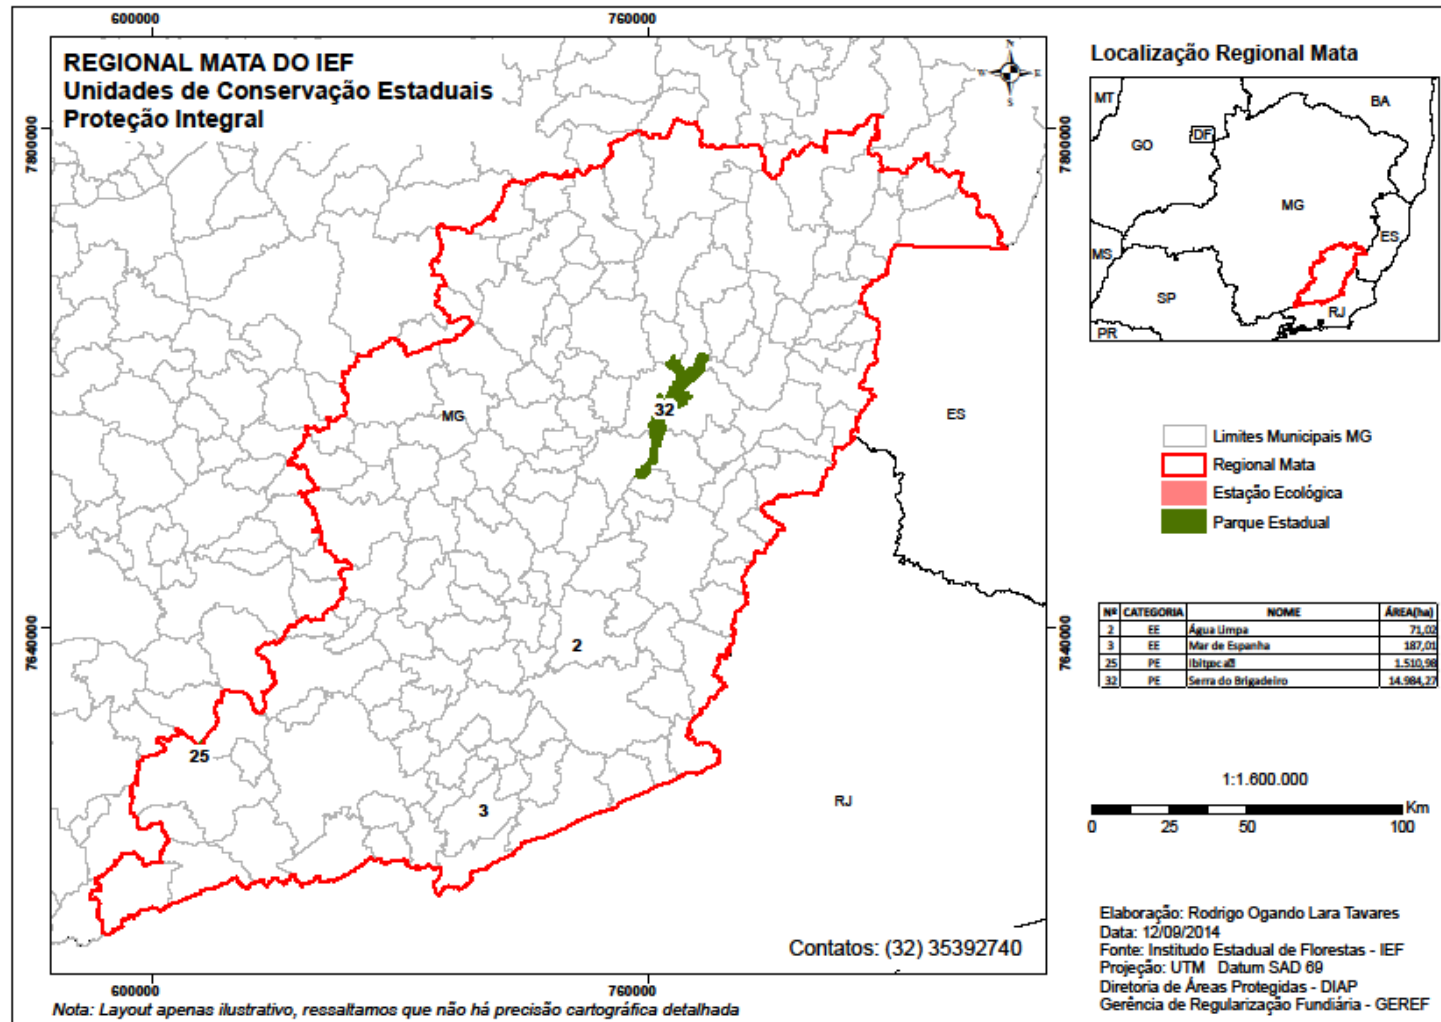 600000
760000
REGIONAL MATA DO IEF
Unidades de Conservação Estaduais
Proteção Integral
N
W
E
S
7800000
7800000
7640000
7640000
MG
32
ES
2
25
3
RJ
Contatos: (32) 35392740
600000
760000
Nota: Layout apenas ilustrativo, ressaltamos que não há precisão cartográfica detalhada
Localização Regional Mata
MT
BA
GO
DF
MG
MS
ES
SP
RJ
PR
Limites Municipais MG
Regional Mata
Estação Ecológica
Parque Estadual
Nº CATEGORIA NOME ÁREA(ha)
2 EE Água Limpa 71,02
3 EE Mar de Espanha 187,01
25 PE 1.510,98
32 PE Serra do Brigadeiro 14.984,27
1:1.600.000
Km
0 25 50 100
Elaboração: Rodrigo Ogando Lara Tavares
Data: 12/09/2014
Fonte: Institudo Estadual de Florestas - IEF
Projeção: UTM Datum SAD 69
Diretoria de Áreas Protegidas - DIAP
Gerência de Regularização Fundiária - GEREF